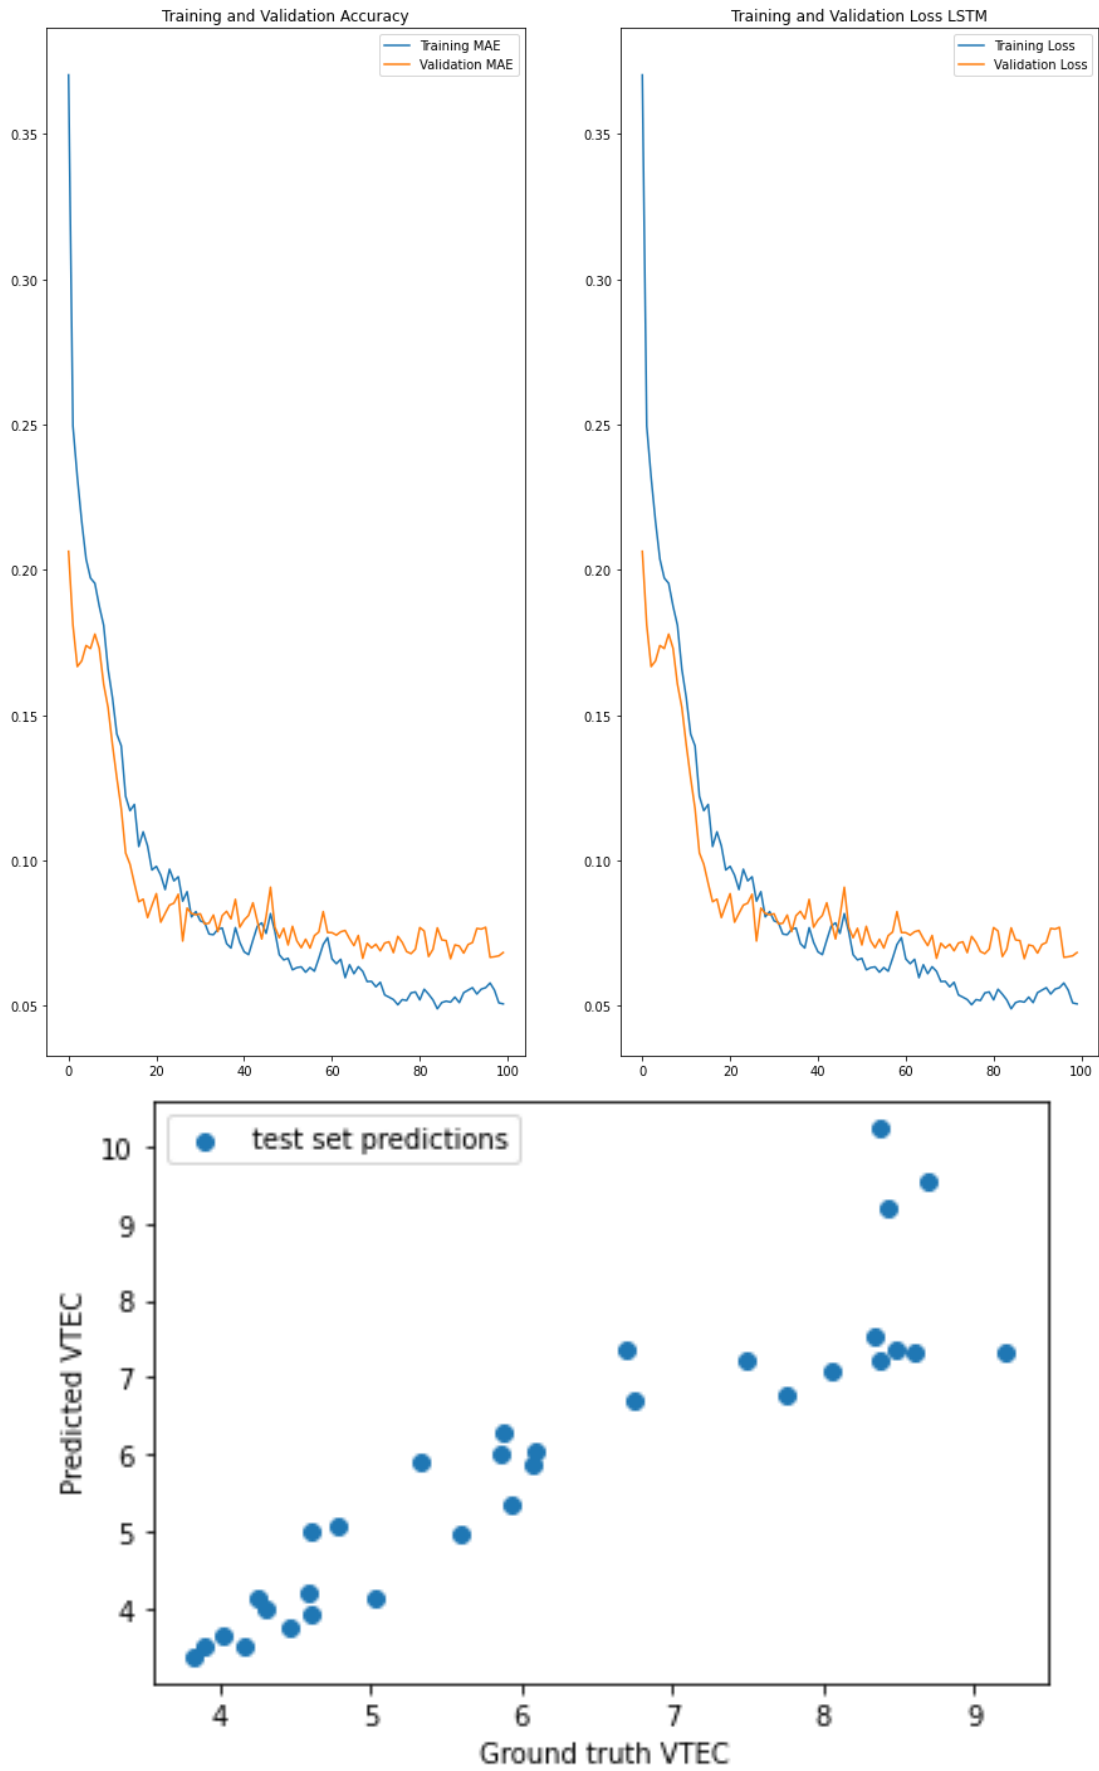 Training and Validation Accuracy
Training MAE
Validation MAE
0.35
0.30
0.25
0.20
0.15
0.10
0.05
0 20 40 60 80 100
Training and Validation Loss LSTM
Training Loss
Validation Loss
0.35
0.30
0.25
0.20
0.15
0.10
0.05
0 20 40 60 80 100
test set predictions
Predicted VTEC
10
9
8
7
6
5
4
4 5 6 7 8 9
Ground truth VTEC